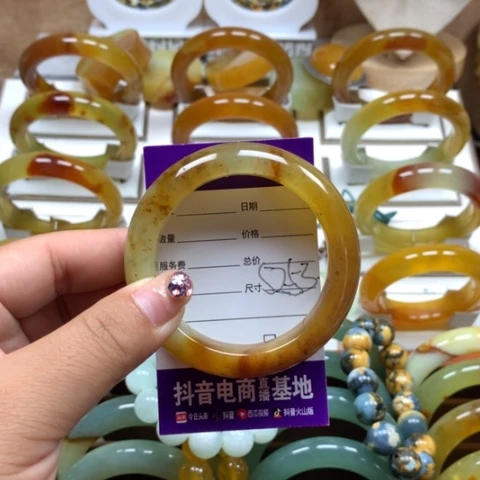 日期
数量 价格
服务费 总价
尺寸
抖音电商直播基地
今日头条 抖音 西瓜视频 抖音火山版